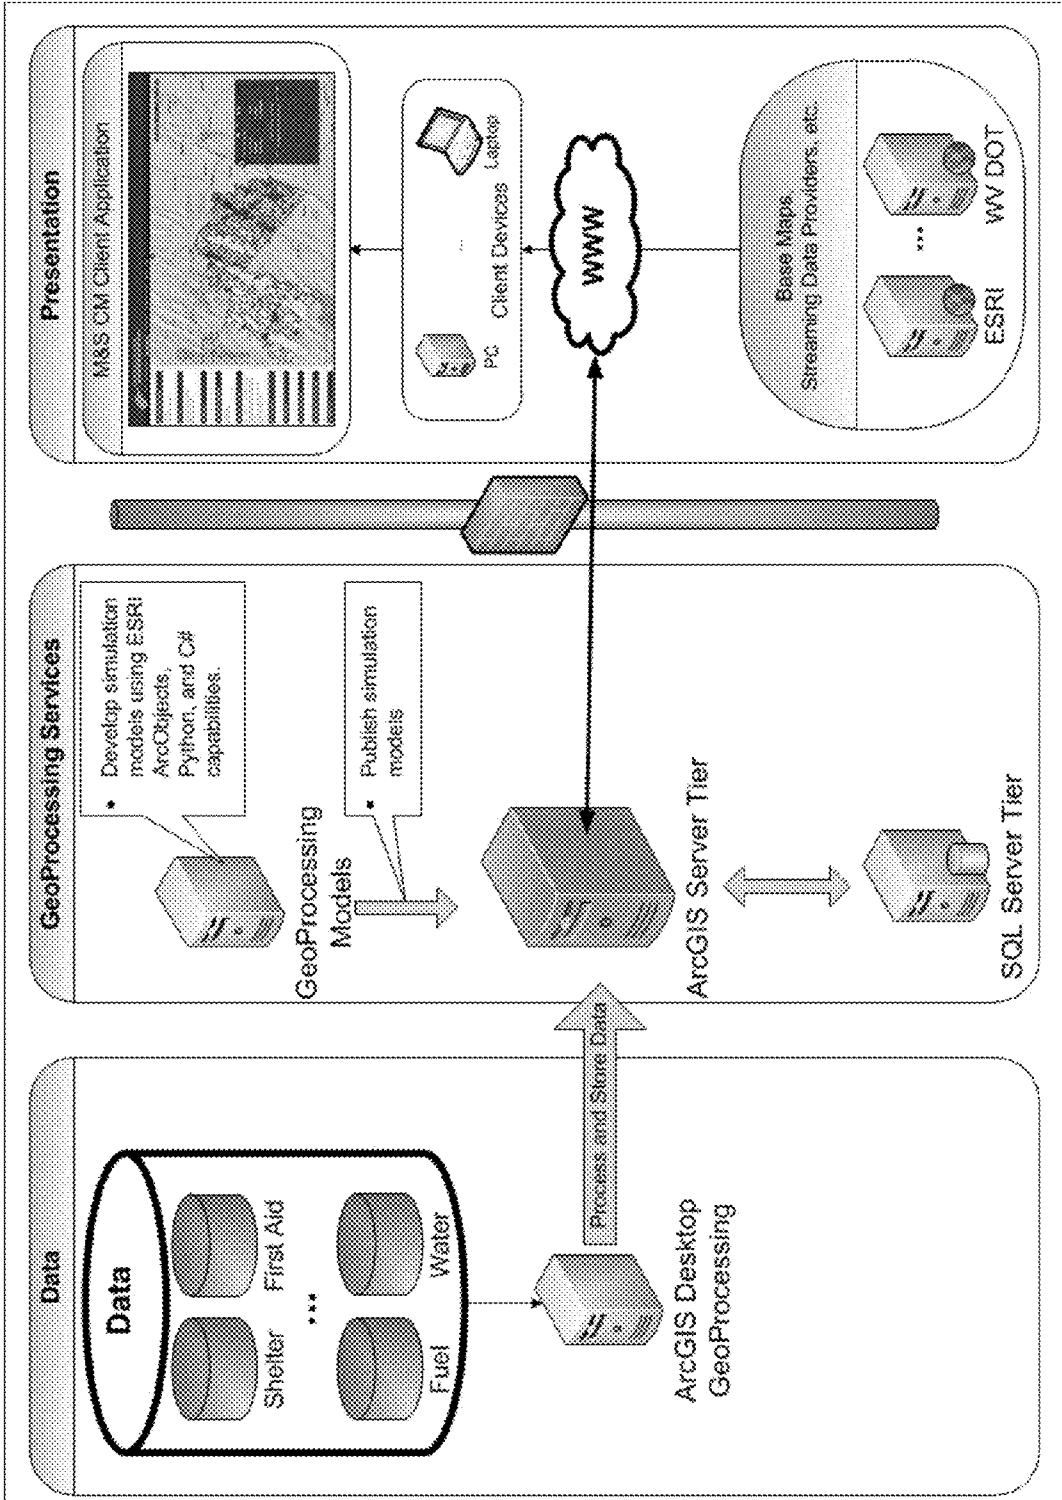 Data
Data
Shelter
First Aid
...
Fuel
Water
ArcGIS Desktop
GeoProcessing
Process and Store Data
GeoProcessing Services
• Develop simulation
models using ESRI
ArcObjects,
Python, and C#
capabilities.
GeoProcessing
Models
• Publish simulation
models
ArcGIS Server Tier
SQL Server Tier
Presentation
M&S CM Client Application
PC
...
Laptop
Client Devices
WWW
Base Maps,
Streaming Data Providers, etc.
...
ESRI
WV DOT